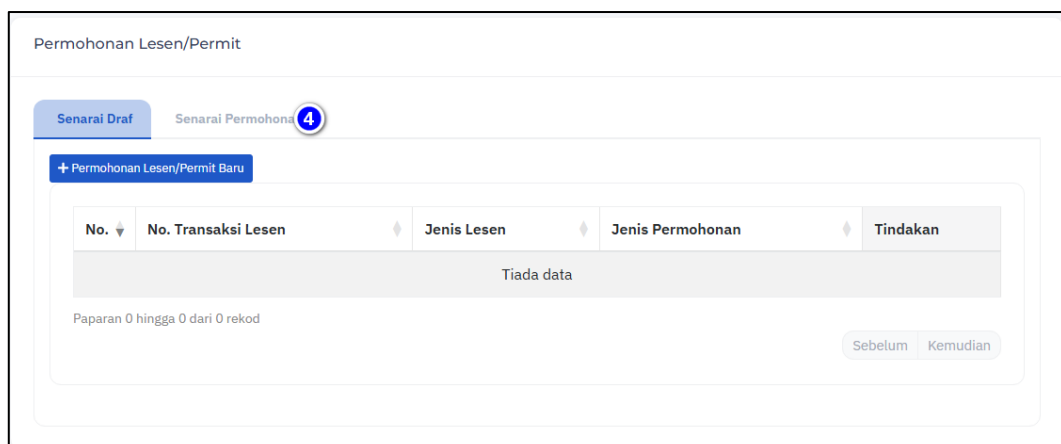 Permohonan Lesen/Permit
Senarai Draf Senarai Permohona 4
+ Permohonan Lesen/Permit Baru
No. No. Transaksi Lesen Jenis Lesen Jenis Permohonan Tindakan
Tiada data
Paparan 0 hingga 0 dari 0 rekod
Sebelum Kemudian